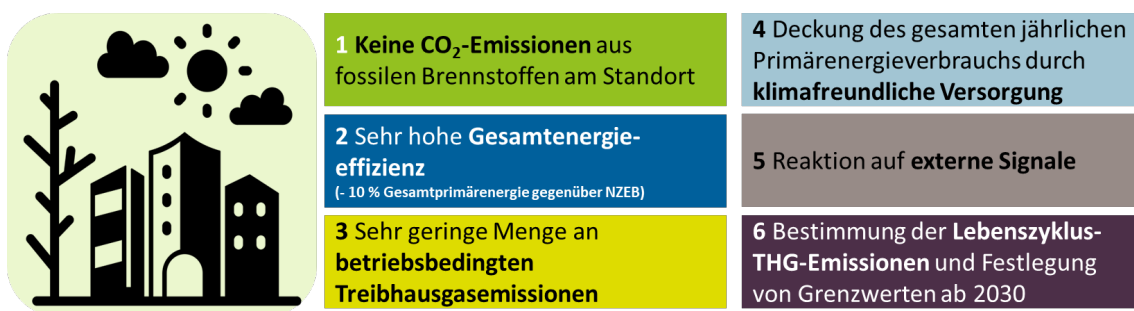 1 Keine CO₂-Emissionen aus
fossilen Brennstoffen am Standort
2 Sehr hohe Gesamtenergie-
effizienz
(- 10 % Gesamtprimärenergie gegenüber NZEB)
3 Sehr geringe Menge an
betriebsbedingten
Treibhausgasemissionen
4 Deckung des gesamten jährlichen
Primärenergieverbrauchs durch
klimafreundliche Versorgung
5 Reaktion auf externe Signale
6 Bestimmung der Lebenszyklus-
THG-Emissionen und Festlegung
von Grenzwerten ab 2030